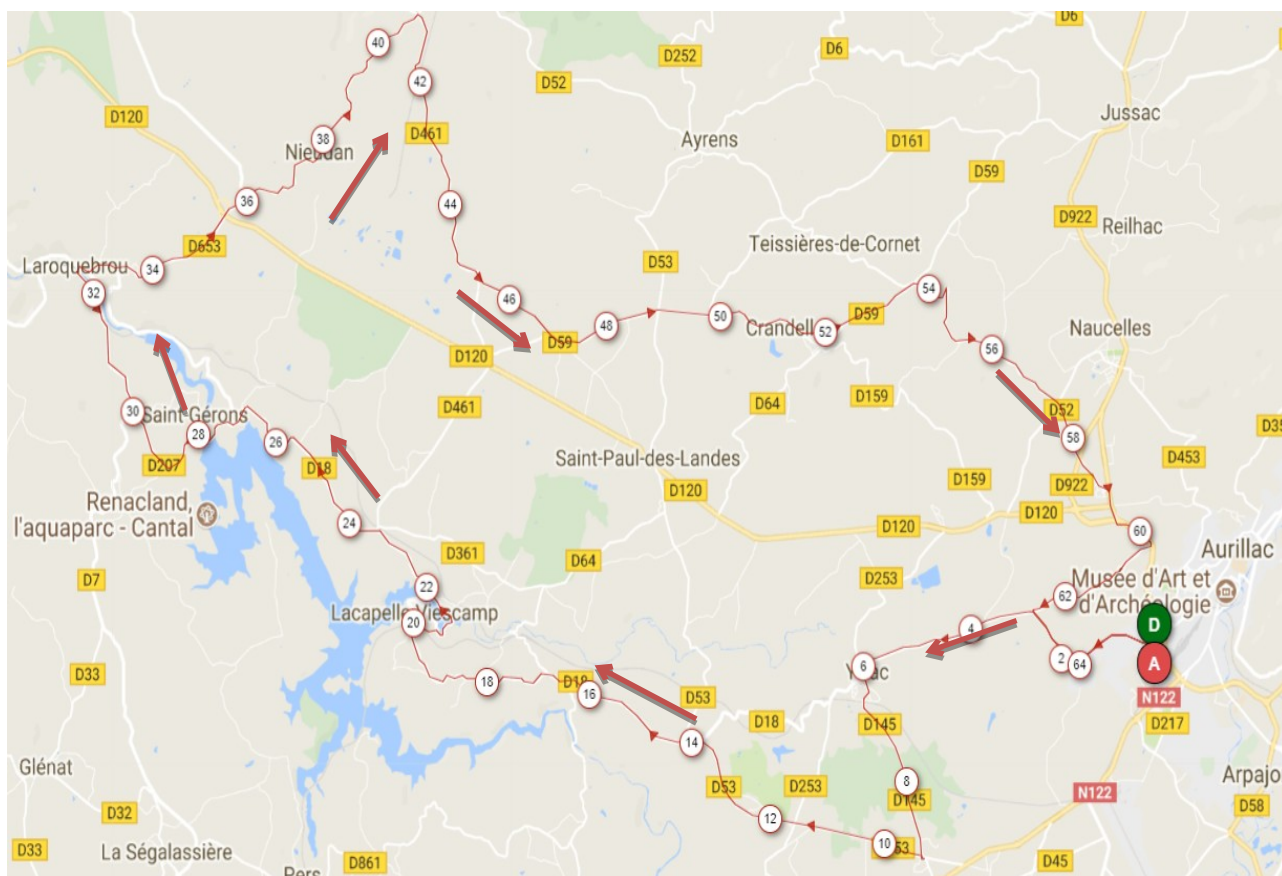 40
D6
D6
D252
D52
42
Jussac
D120
D461
38
Ayrens
D161
D59
36
44
D922
Reilhac
D653
Teissières-de-Cornet
Laroquebrou
34
D53
32
46
54
48
50
Crandell
52
D59
Naucelles
D120
D59
56
D159
D461
D64
D52
30
Saint-Gérons
28
26
58
D207
D18
Saint-Paul-des-Landes
D453
D159
D922
D120
Renacland,
l'aquaparc - Cantal
24
D120
D120
60
Aurillac
D361
D64
D253
Musée d'Art et
d'Archéologie
D7
22
62
Lacapelle-Viescamp
20
4
D
2
64
A
6
D33
18
16
D53
N122
D18
D145
D217
14
Glénat
D53
D253
8
D145
N122
Arpajo
D32
12
D58
D33
La Ségalassière
10
D861
D45